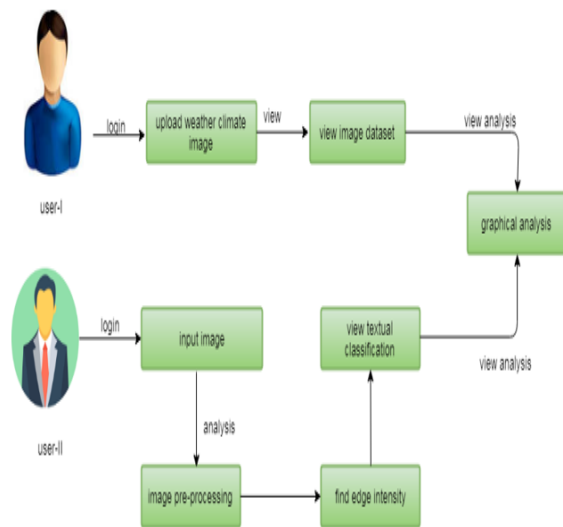 login
upload weather climate
image
view
view image dataset
view analysis
user-I
graphical analysis
login
input image
view textual
classification
view analysis
analysis
user-II
image pre-processing
find edge intensity